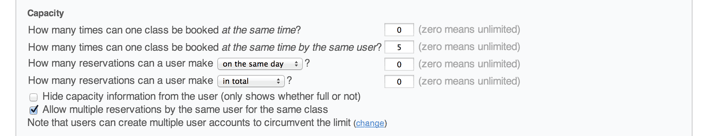 Capacity
How many times can one class be booked at the same time? 0 (zero means unlimited)
How many times can one class be booked at the same time by the same user? 5 (zero means unlimited)
How many reservations can a user make on the same day ? 0 (zero means unlimited)
How many reservations can a user make in total ? 0 (zero means unlimited)
Hide capacity information from the user (only shows whether full or not)
Allow multiple reservations by the same user for the same class
Note that users can create multiple user accounts to circumvent the limit (change)